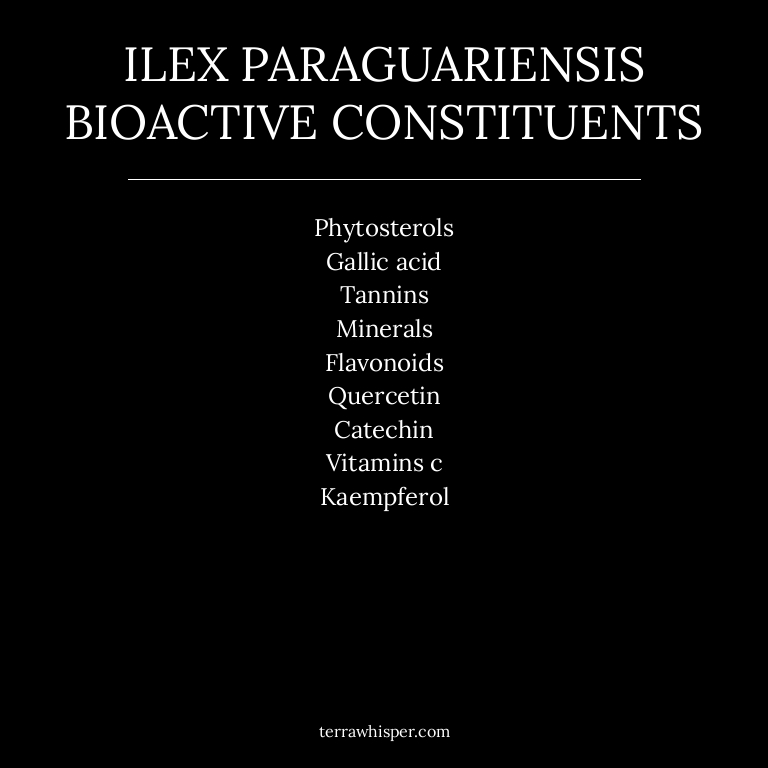 ILEX PARAGUARIENSIS
BIOACTIVE CONSTITUENTS
Phytosterols
Gallic acid
Tannins
Minerals
Flavonoids
Quercetin
Catechin
Vitamins c
Kaempferol
terrawhisper.com